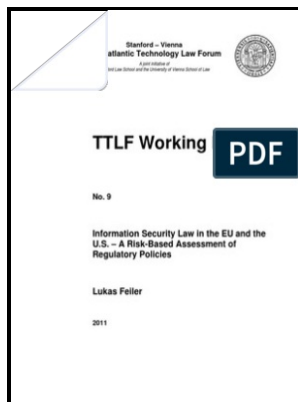 Stanford – Vienna
atlantic Technology Law Forum
A joint initiative of
rd Law School and the University of Vienna School of Law
TTLF Working
PDF
No. 9
Information Security Law in the EU and the
U.S. – A Risk-Based Assessment of
Regulatory Policies
Lukas Feiler
2011